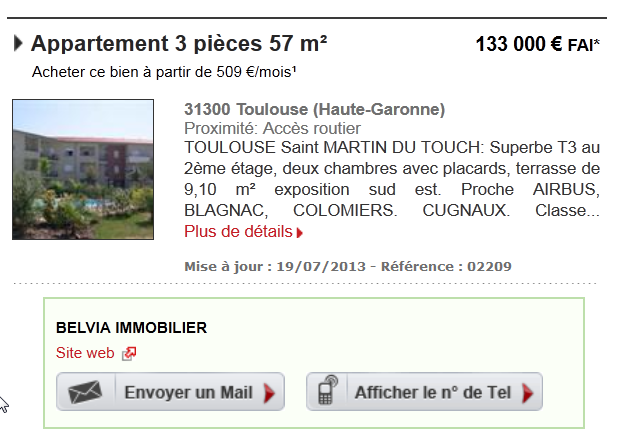 Appartement 3 pièces 57 m²
133 000 € FAI*
Acheter ce bien à partir de 509 €/mois¹
31300 Toulouse (Haute-Garonne)
Proximité: Accès routier
TOULOUSE Saint MARTIN DU TOUCH: Superbe T3 au
2ème étage, deux chambres avec placards, terrasse de
9,10 m² exposition sud est. Proche AIRBUS,
BLAGNAC, COLOMIERS. CUGNAUX. Classe...
Plus de détails
Mise à jour : 19/07/2013 - Référence : 02209
BELVIA IMMOBILIER
Site web
Envoyer un Mail
Afficher le n° de Tel